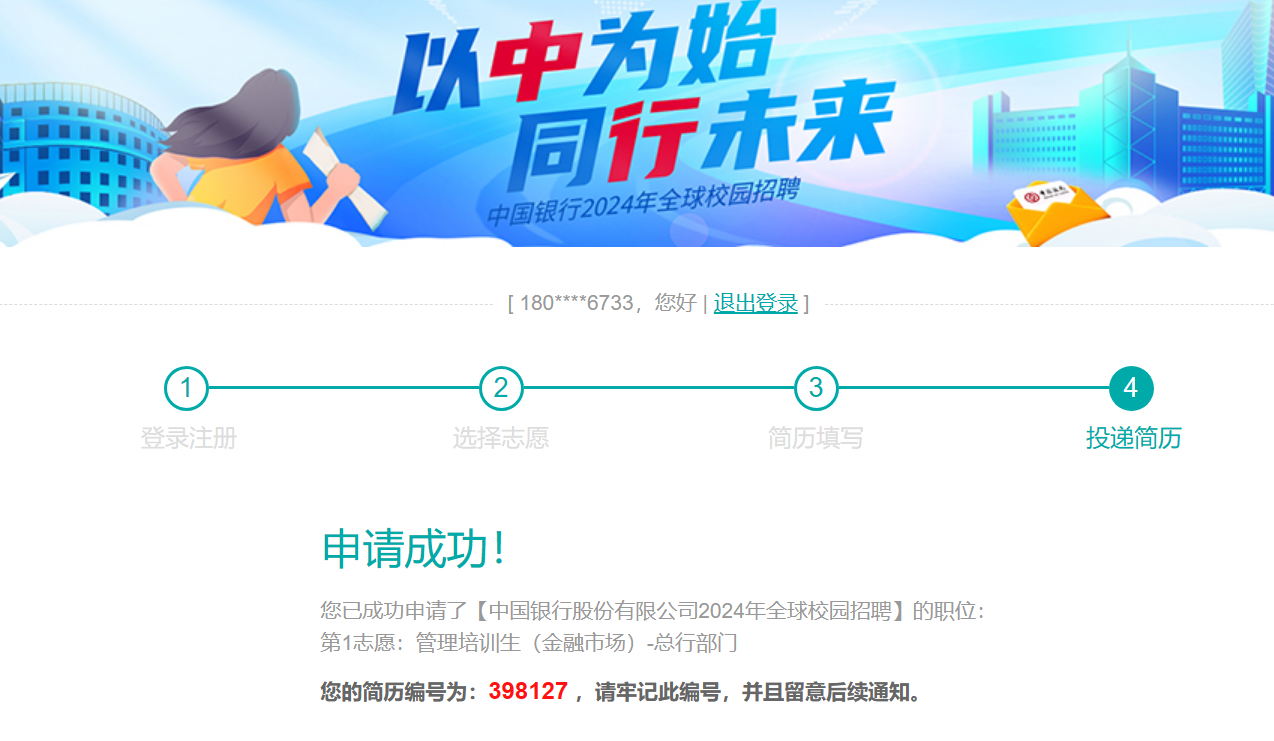 以中为始
同行未来
中国银行2024年全球校园招聘
[ 180****6733，您好 | 退出登录 ]
1
2
3
4
登录注册
选择志愿
简历填写
投递简历
申请成功！
您已成功申请了【中国银行股份有限公司2024年全球校园招聘】的职位：
第1志愿：管理培训生（金融市场）-总行部门
您的简历编号为：398127 ，请牢记此编号，并且留意后续通知。